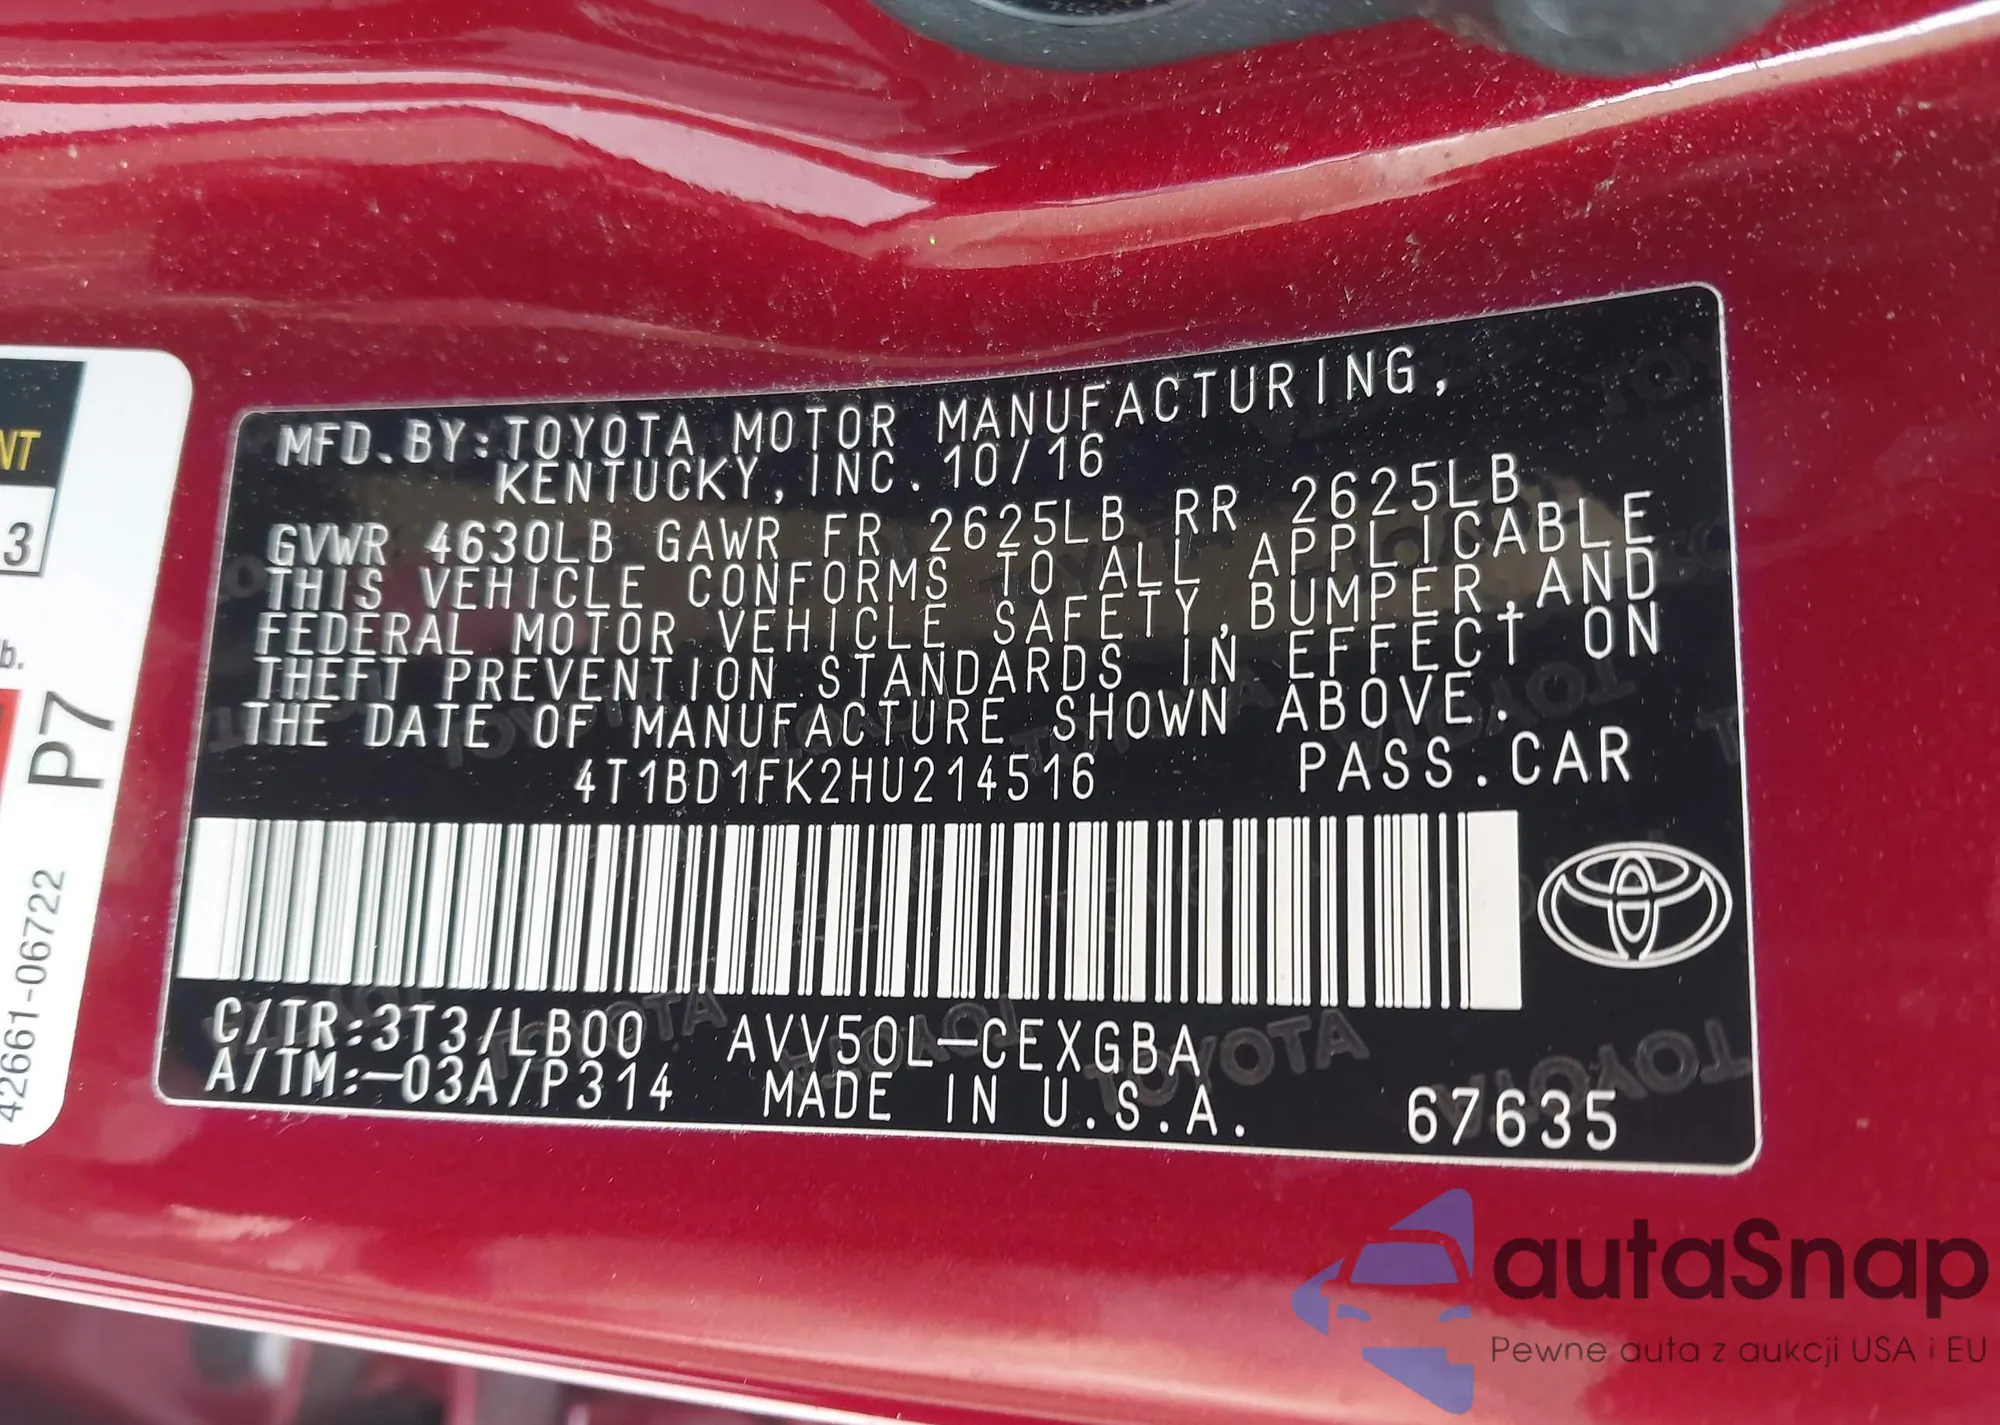 MFD.BY:TOYOTA MOTOR MANUFACTURING,
KENTUCKY,INC. 10/16
GVWR 4630LB GAWR FR 2625LB RR 2625LB
THIS VEHICLE CONFORMS TO ALL APPLICABLE
FEDERAL MOTOR VEHICLE SAFETY,BUMPER,AND
THEFT PREVENTION STANDARDS IN EFFECT ON
THE DATE OF MANUFACTURE SHOWN ABOVE.
4T1BD1FK2HU214516 PASS.CAR
C/TR:3T3/LB00 AVV50L-CEXGBA
A/TM:-03A/P314 MADE IN U.S.A. 67635
NT
3
b.
P7
42661-06722
autaSnap
Pewne auta z aukcji USA i EU